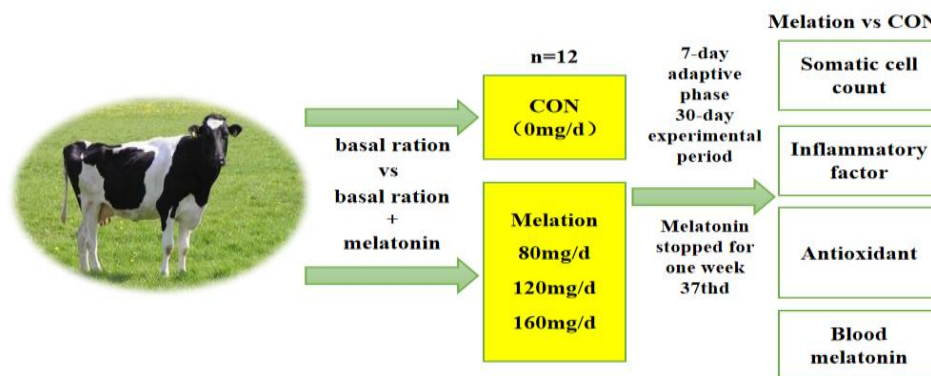 Melation vs CON
n=12
basal ration
vs
basal ration
+
melatonin
CON
（0mg/d）
Melation
80mg/d
120mg/d
160mg/d
7-day
adaptive
phase
30-day
experimental
period
Melatonin
stopped for
one week
37thd
Somatic cell
count
Inflammatory
factor
Antioxidant
Blood
melatonin